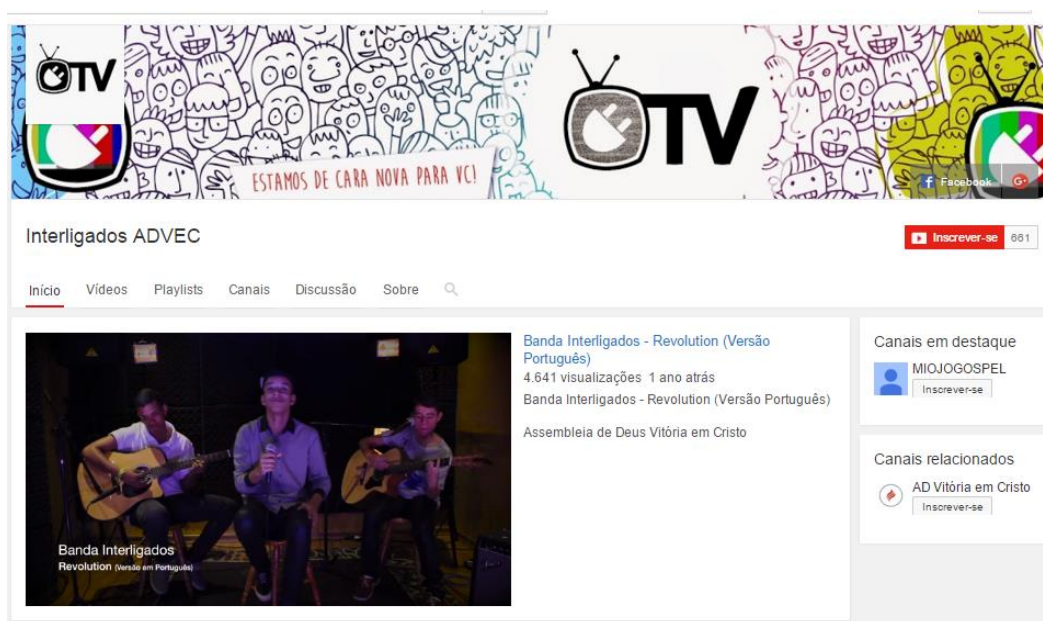 TV
TV
ESTAMOS DE CARA NOVA PARA VC!
Facebook
G+
Interligados ADVEC
Inscrever-se 661
Início Vídeos Playlists Canais Discussão Sobre
Banda Interligados - Revolution (Versão
Português)
4.641 visualizações 1 ano atrás
Banda Interligados - Revolution (Versão Português)
Assembleia de Deus Vitória em Cristo
Banda Interligados
Revolution (Versão em Português)
Canais em destaque
MIOJOGOSPEL
Inscrever-se
Canais relacionados
AD Vitória em Cristo
Inscrever-se